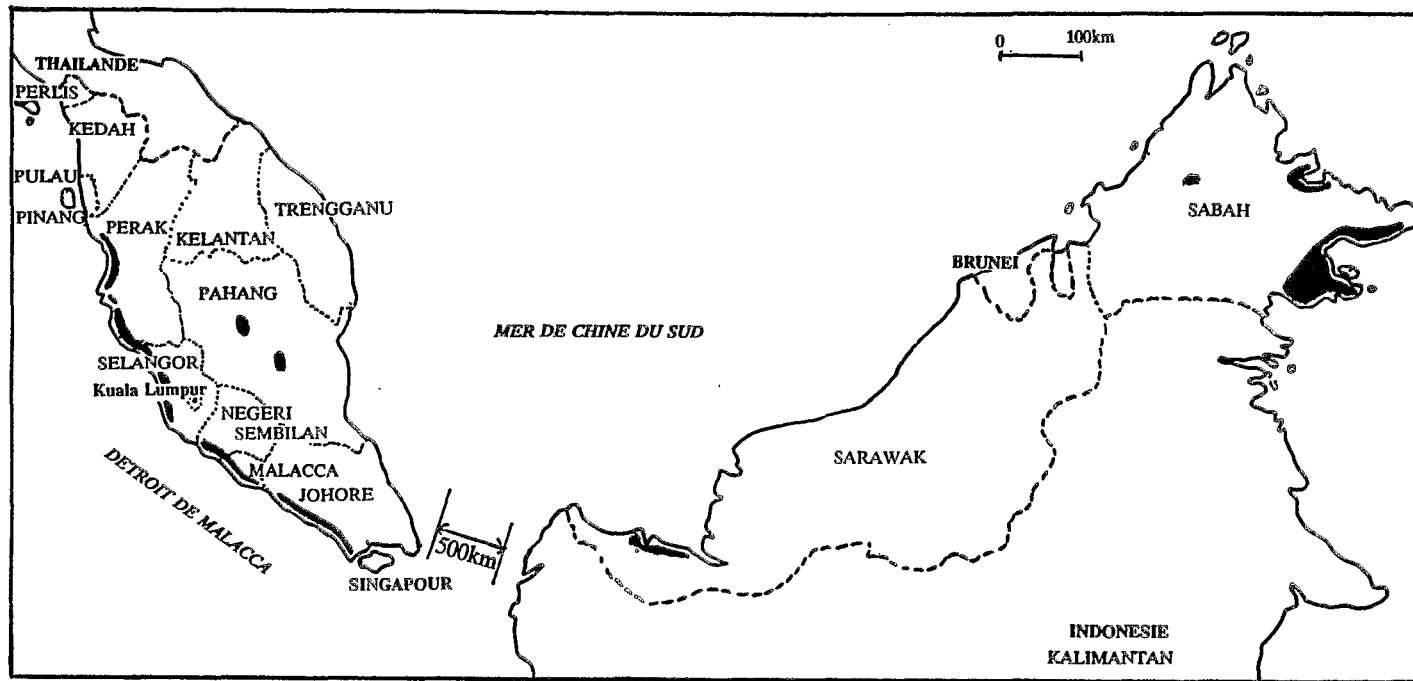 0 100km
THAILANDE
PERLIS
KEDAH
PULAU
PINANG
PERAK
TRENGGANU
KELANTAN
PAHANG
SELANGOR
Kuala Lumpur
NEGERI
SEMBILAN
MALACCA
JOHORE
DETROIT DE MALACCA
SINGAPOUR
500km
MER DE CHINE DU SUD
BRUNEI
SABAH
SARAWAK
INDONESIE
KALIMANTAN